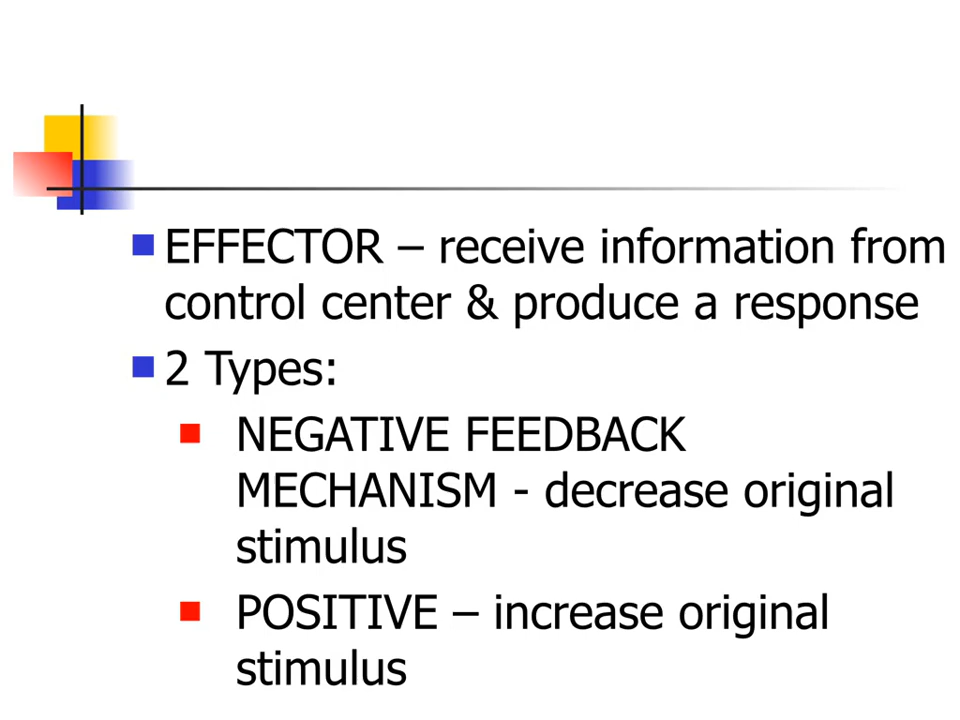 EFFECTOR – receive information from
control center & produce a response
2 Types:
NEGATIVE FEEDBACK
MECHANISM - decrease original
stimulus
POSITIVE – increase original
stimulus